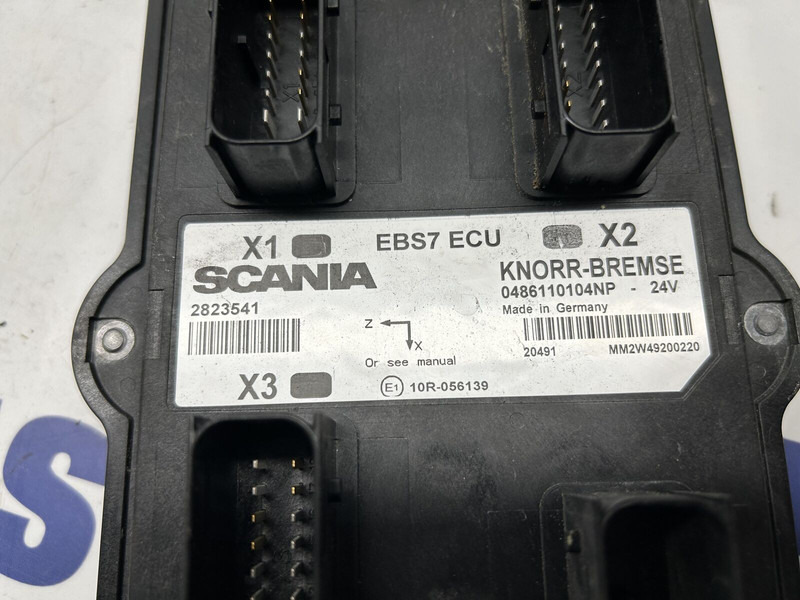 X1 EBS7 ECU X2
SCANIA
KNORR-BREMSE
2823541
0486110104NP - 24V
Made in Germany
Z
X
Or see manual
20491 MM2W49200220
X3
E1 10R-056139
S
US